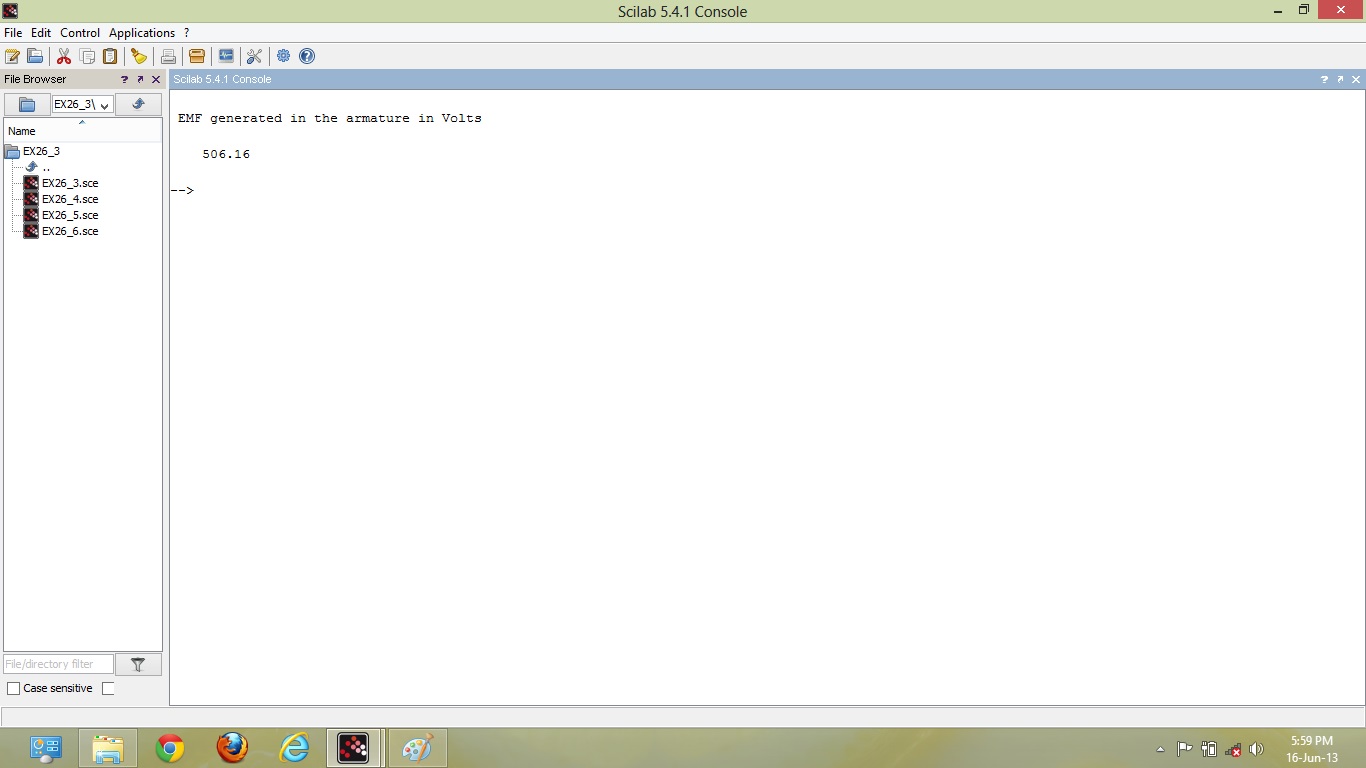 Scilab 5.4.1 Console
File Edit Control Applications ?
File Browser ?
Scilab 5.4.1 Console ?
EX26_3\
Name
EX26_3
..
EX26_3.sce
EX26_4.sce
EX26_5.sce
EX26_6.sce
File/directory filter
Case sensitive
EMF generated in the armature in Volts
506.16
-->
5:59 PM
16-Jun-13